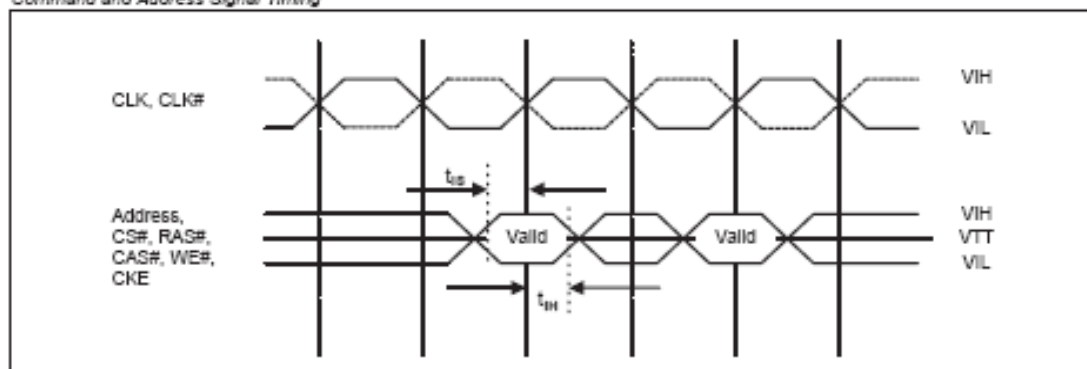 Command and Address Signal Timing
CLK, CLK#
VIH
VIL
tIS
Address,
CS#, RAS#,
CAS#, WE#,
CKE
Valid
Valid
VIH
VTT
VIL
tIH